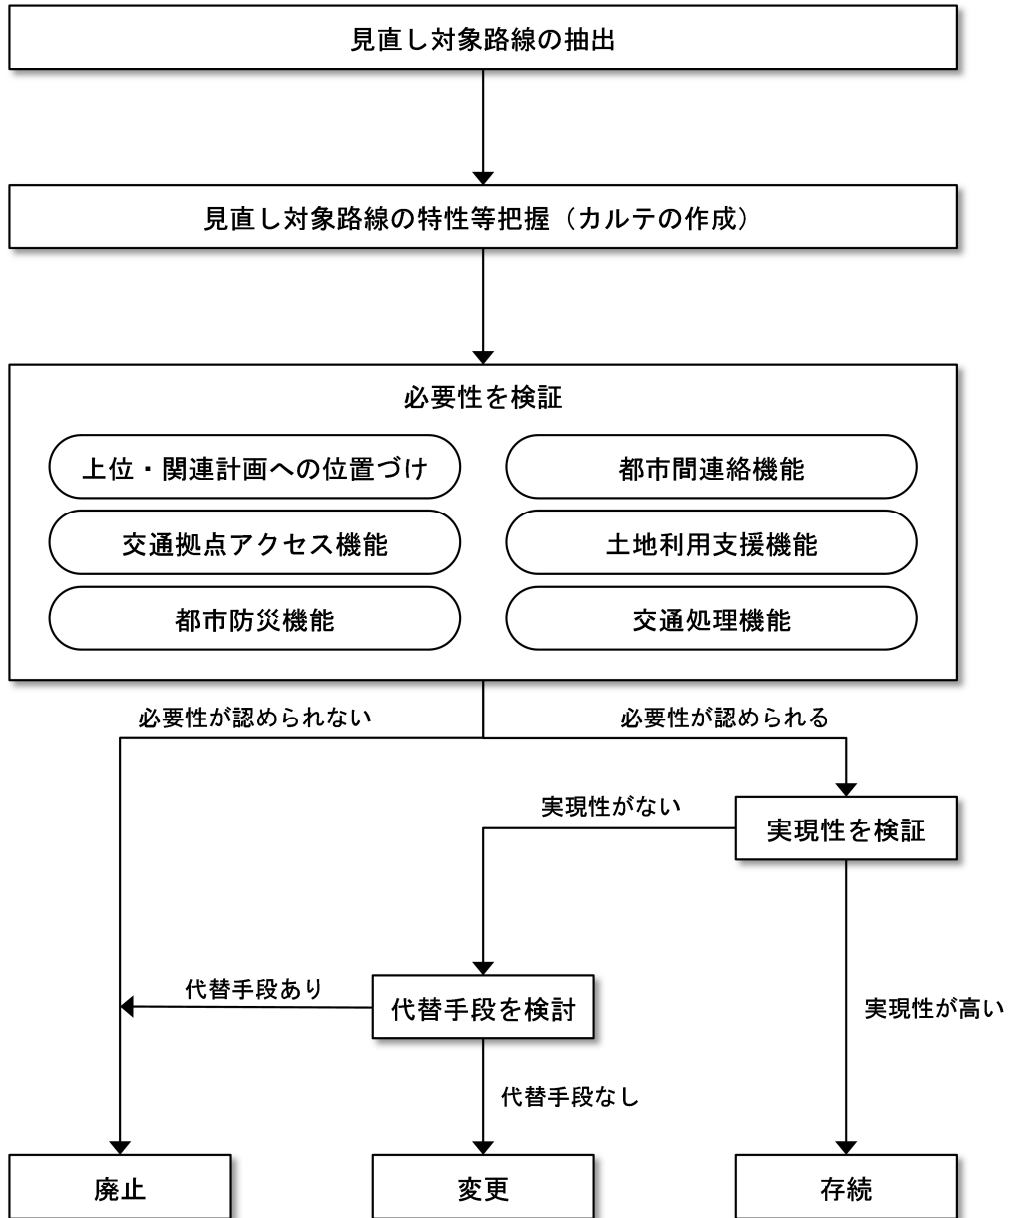 見直し対象路線の抽出
見直し対象路線の特性等把握（カルテの作成）
必要性を検証
上位・関連計画への位置づけ
都市間連絡機能
交通拠点アクセス機能
土地利用支援機能
都市防災機能
交通処理機能
必要性が認められない
必要性が認められる
実現性がない
実現性を検証
代替手段あり
代替手段を検討
実現性が高い
代替手段なし
廃止
変更
存続